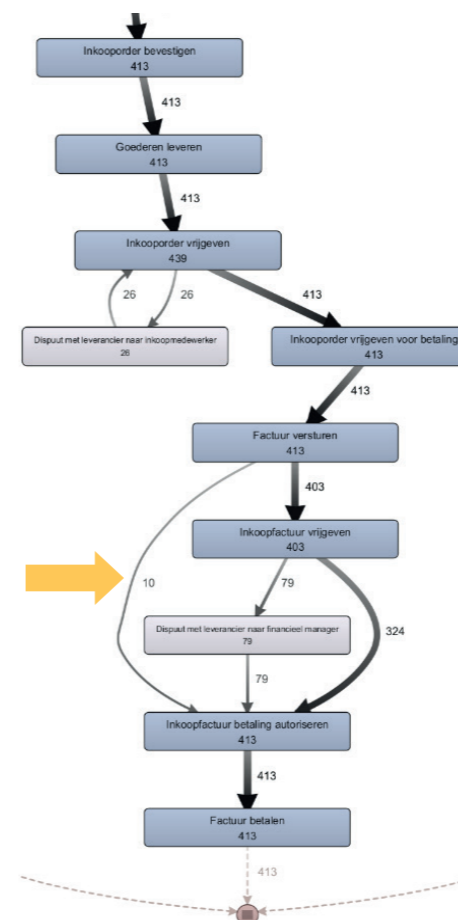 Inkooporder bevestigen
413
413
Goederen leveren
413
413
Inkooporder vrijgeven
439
26
26
413
Dispuut met leverancier naar inkoopmedewerker
26
Inkooporder vrijgeven voor betaling
413
413
Factuur versturen
413
403
Inkoopfactuur vrijgeven
403
10
79
324
Dispuut met leverancier naar financieel manager
79
79
Inkoopfactuur betaling autoriseren
413
413
Factuur betalen
413
413